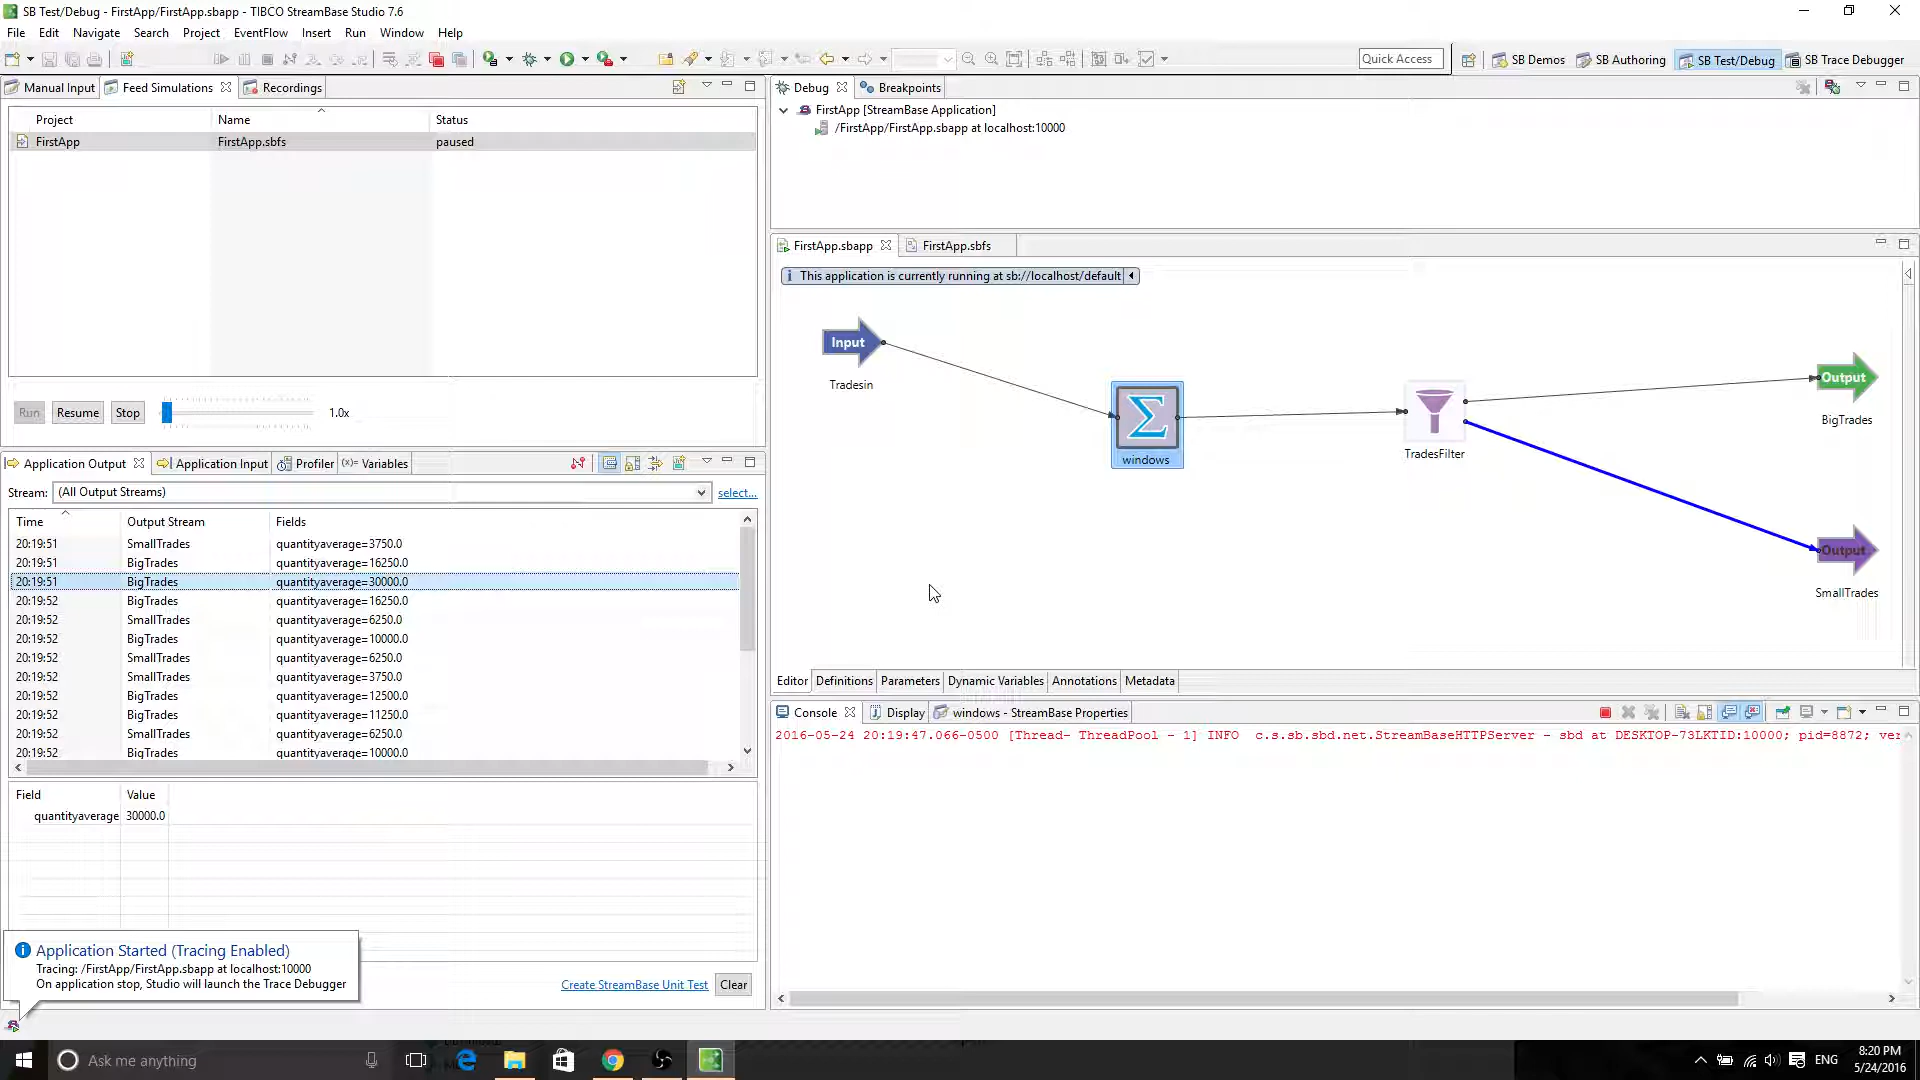 SB Test/Debug - FirstApp/FirstApp.sbapp - TIBCO StreamBase Studio 7.6
File Edit Navigate Search Project EventFlow Insert Run Window Help
Quick Access
SB Demos SB Authoring SB Test/Debug SB Trace Debugger
Manual Input Feed Simulations Recordings
Project Name Status
FirstApp FirstApp.sbfs paused
Run Resume Stop 1.0x
Application Output Application Input Profiler (x)= Variables
Stream: (All Output Streams) select...
Time Output Stream Fields
20:19:51 SmallTrades quantityaverage=3750.0
20:19:51 BigTrades quantityaverage=16250.0
20:19:51 BigTrades quantityaverage=30000.0
20:19:52 BigTrades quantityaverage=16250.0
20:19:52 SmallTrades quantityaverage=6250.0
20:19:52 BigTrades quantityaverage=10000.0
20:19:52 SmallTrades quantityaverage=6250.0
20:19:52 SmallTrades quantityaverage=3750.0
20:19:52 BigTrades quantityaverage=12500.0
20:19:52 BigTrades quantityaverage=11250.0
20:19:52 SmallTrades quantityaverage=6250.0
20:19:52 BigTrades quantityaverage=10000.0
Field Value
quantityaverage 30000.0
Application Started (Tracing Enabled)
Tracing: /FirstApp/FirstApp.sbapp at localhost:10000
On application stop, Studio will launch the Trace Debugger
Create StreamBase Unit Test Clear
Debug Breakpoints
FirstApp [StreamBase Application]
/FirstApp/FirstApp.sbapp at localhost:10000
FirstApp.sbapp FirstApp.sbfs
This application is currently running at sb://localhost/default
Input
Tradesin
windows
TradesFilter
Output
BigTrades
Output
SmallTrades
Editor Definitions Parameters Dynamic Variables Annotations Metadata
Console Display windows - StreamBase Properties
2016-05-24 20:19:47.066-0500 [Thread- ThreadPool - 1] INFO c.s.sb.sbd.net.StreamBaseHTTPServer - sbd at DESKTOP-73LKTID:10000; pid=8872; ver
Ask me anything
ENG
8:20 PM
5/24/2016